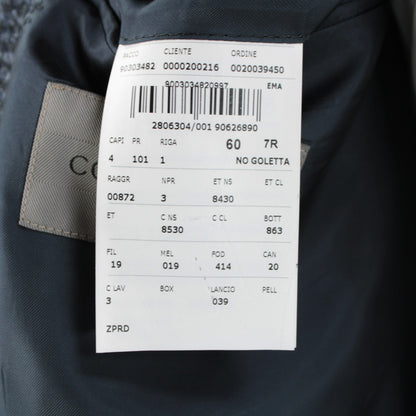 PACCO CLIENTE ORDINE
90303482 0000200216 0020039450
9003034820997 EMA
2806304/001 90626890
CAPI PR RIGA 60 7R
4 101 1 NO GOLETTA
RAGGR NPR ET NS ET CL
00872 3 8430
ET C NS C CL BOTT
8530 863
FIL MEL FOD CAN
19 019 414 20
C LAV BOX LANCIO PELL
3 039
ZPRD